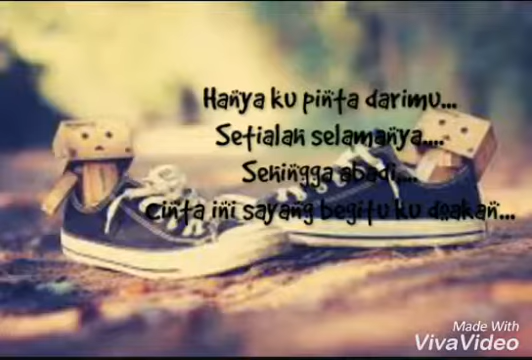 Hanya ku pinta darimu...
Setialah selamanya....
Sehingga abadi....
Cinta ini sayang begitu ku doakan...
Made With
VivaVideo